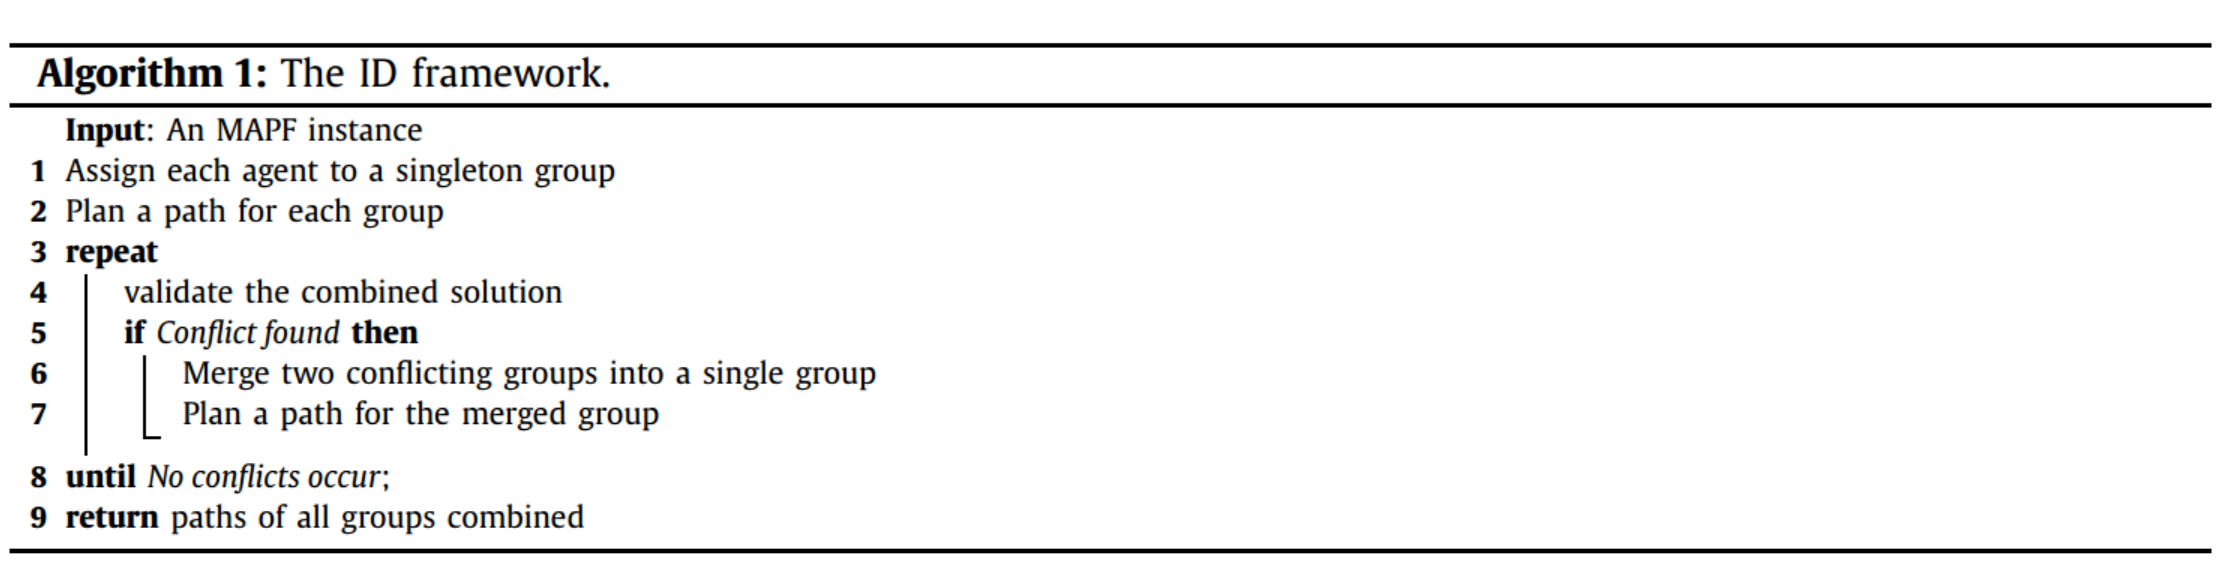 Algorithm 1: The ID framework.
Input: An MAPF instance
1 Assign each agent to a singleton group
2 Plan a path for each group
3 repeat
4 validate the combined solution
5 if Conflict found then
6 Merge two conflicting groups into a single group
7 Plan a path for the merged group
8 until No conflicts occur;
9 return paths of all groups combined